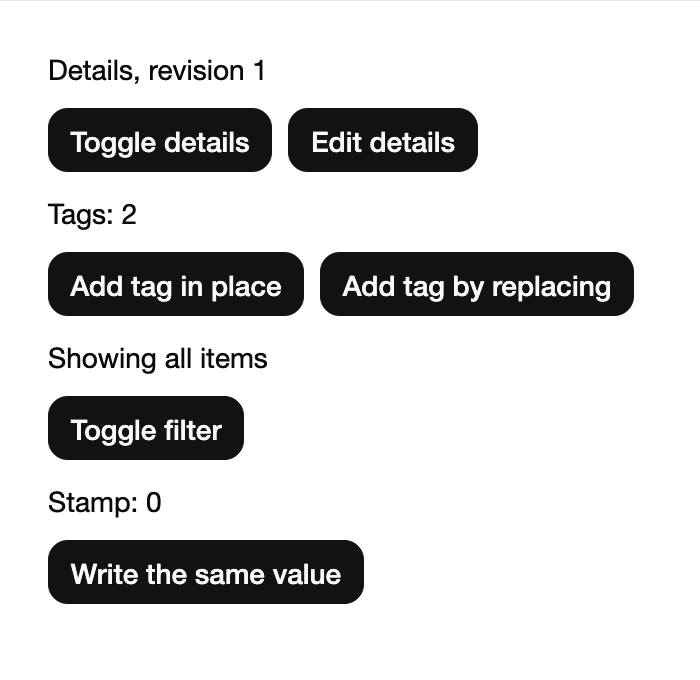 Details, revision 1
Toggle details Edit details
Tags: 2
Add tag in place Add tag by replacing
Showing all items
Toggle filter
Stamp: 0
Write the same value